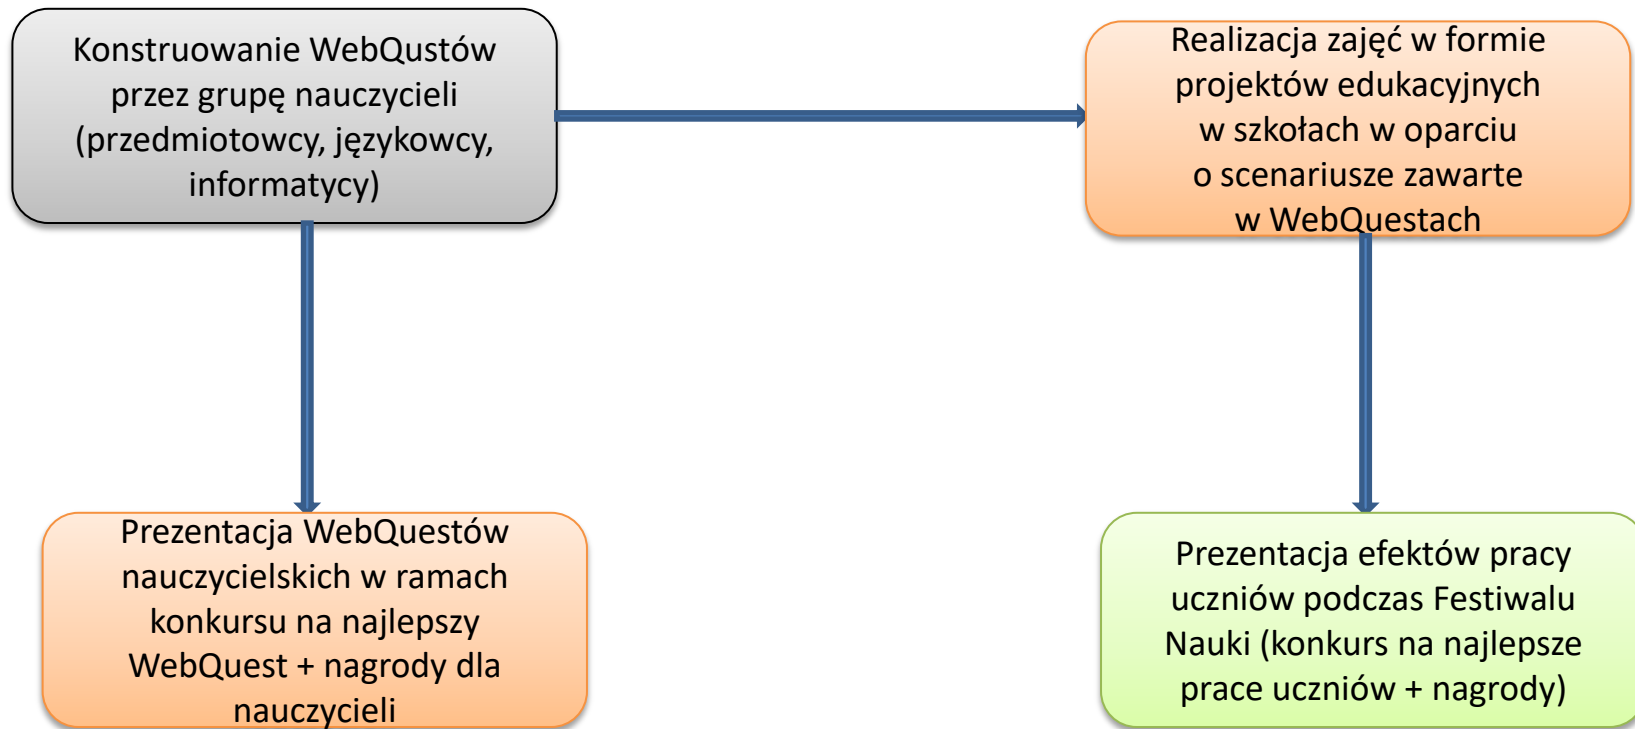 Konstruowanie WebQustów
przez grupę nauczycieli
(przedmiotowcy, językowcy,
informatycy)
Realizacja zajęć w formie
projektów edukacyjnych
w szkołach w oparciu
o scenariusze zawarte
w WebQuestach
Prezentacja WebQuestów
nauczycielskich w ramach
konkursu na najlepszy
WebQuest + nagrody dla
nauczycieli
Prezentacja efektów pracy
uczniów podczas Festiwalu
Nauki (konkurs na najlepsze
prace uczniów + nagrody)